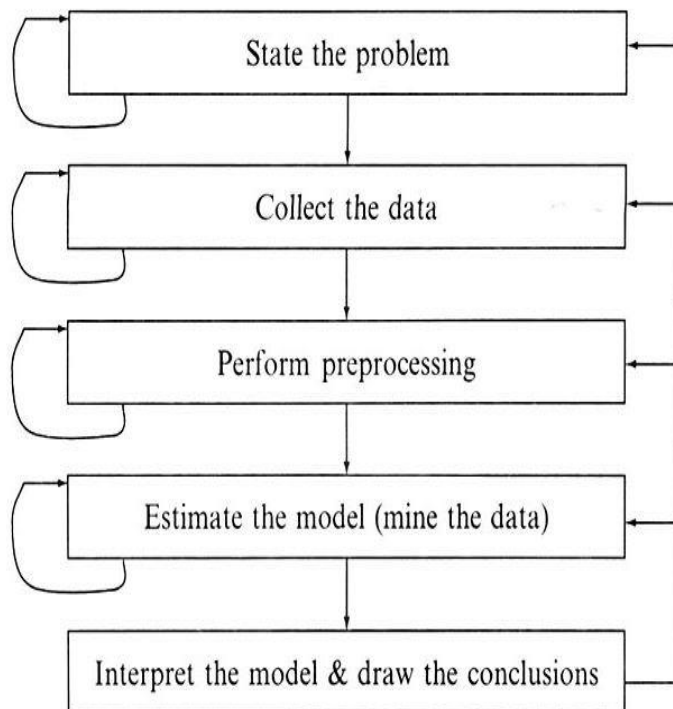 State the problem
Collect the data
Perform preprocessing
Estimate the model (mine the data)
Interpret the model & draw the conclusions